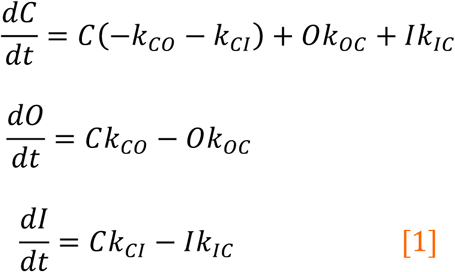 dC/dt = C(−k_CO − k_CI) + Ok_OC + Ik_IC
dO/dt = Ck_CO − Ok_OC
dI/dt = Ck_CI − Ik_IC [1]